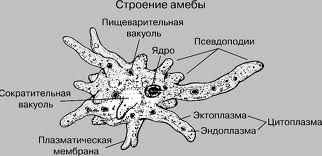 Строение амебы
Пищеварительная
вакуоль
Ядро
Псевдоподии
Сократительная
вакуоль
Эктоплазма
Эндоплазма
Цитоплазма
Плазматическая
мембрана